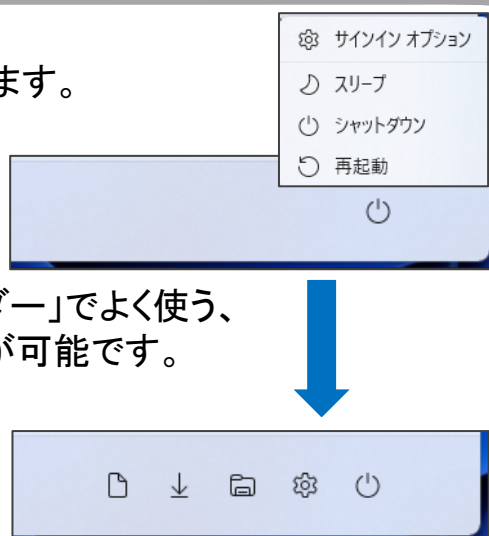 サインイン オプション
ます。
スリープ
シャットダウン
再起動
ダー」でよく使う、
が可能です。